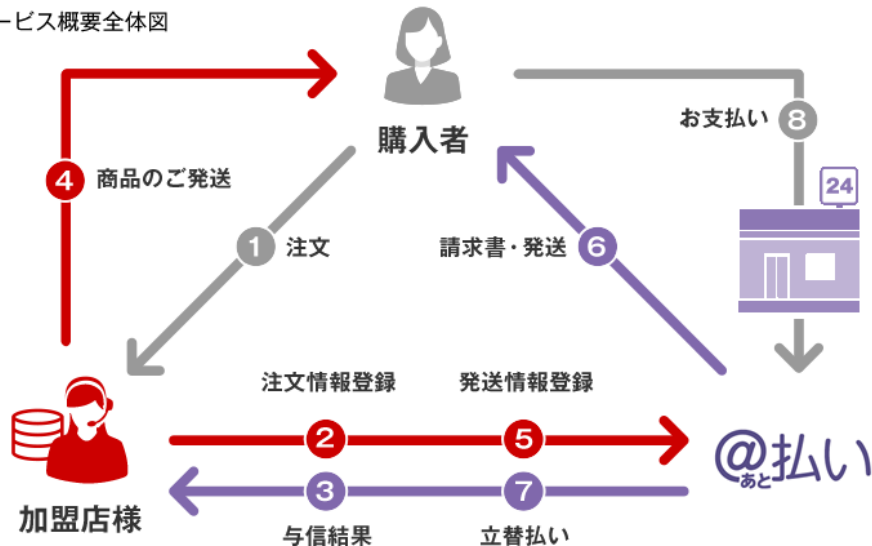 ービス概要全体図
購入者
お支払い 8
24
4 商品のご発送
1 注文
請求書・発送 6
注文情報登録
発送情報登録
2
5
@払い
あと
3
7
加盟店様
与信結果
立替払い